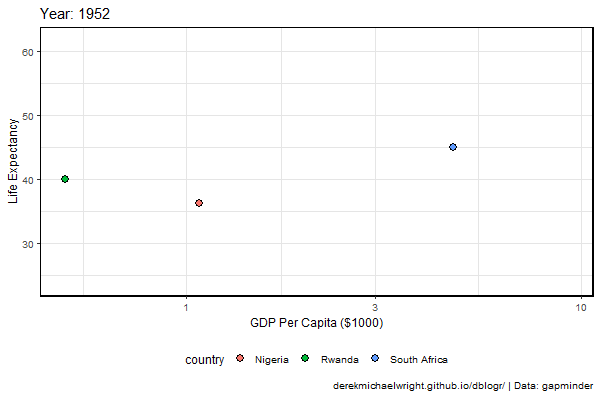 Year: 1952
60
50
40
30
Life Expectancy
1
3
10
GDP Per Capita ($1000)
country Nigeria Rwanda South Africa
derekmichaelwright.github.io/dblogr/ | Data: gapminder